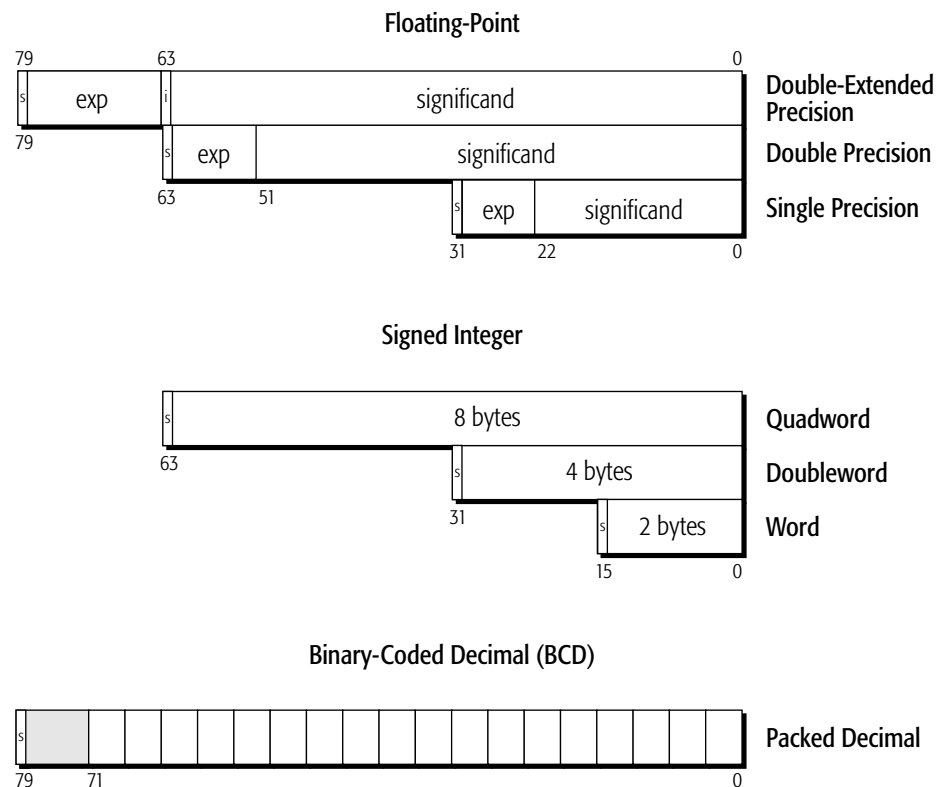 Floating-Point
79 63 0
s exp i significand Double-Extended
Precision
79
s exp significand Double Precision
63 51
s exp significand Single Precision
31 22 0
Signed Integer
s 8 bytes Quadword
63
s 4 bytes Doubleword
31
s 2 bytes Word
15 0
Binary-Coded Decimal (BCD)
s Packed Decimal
79 71 0